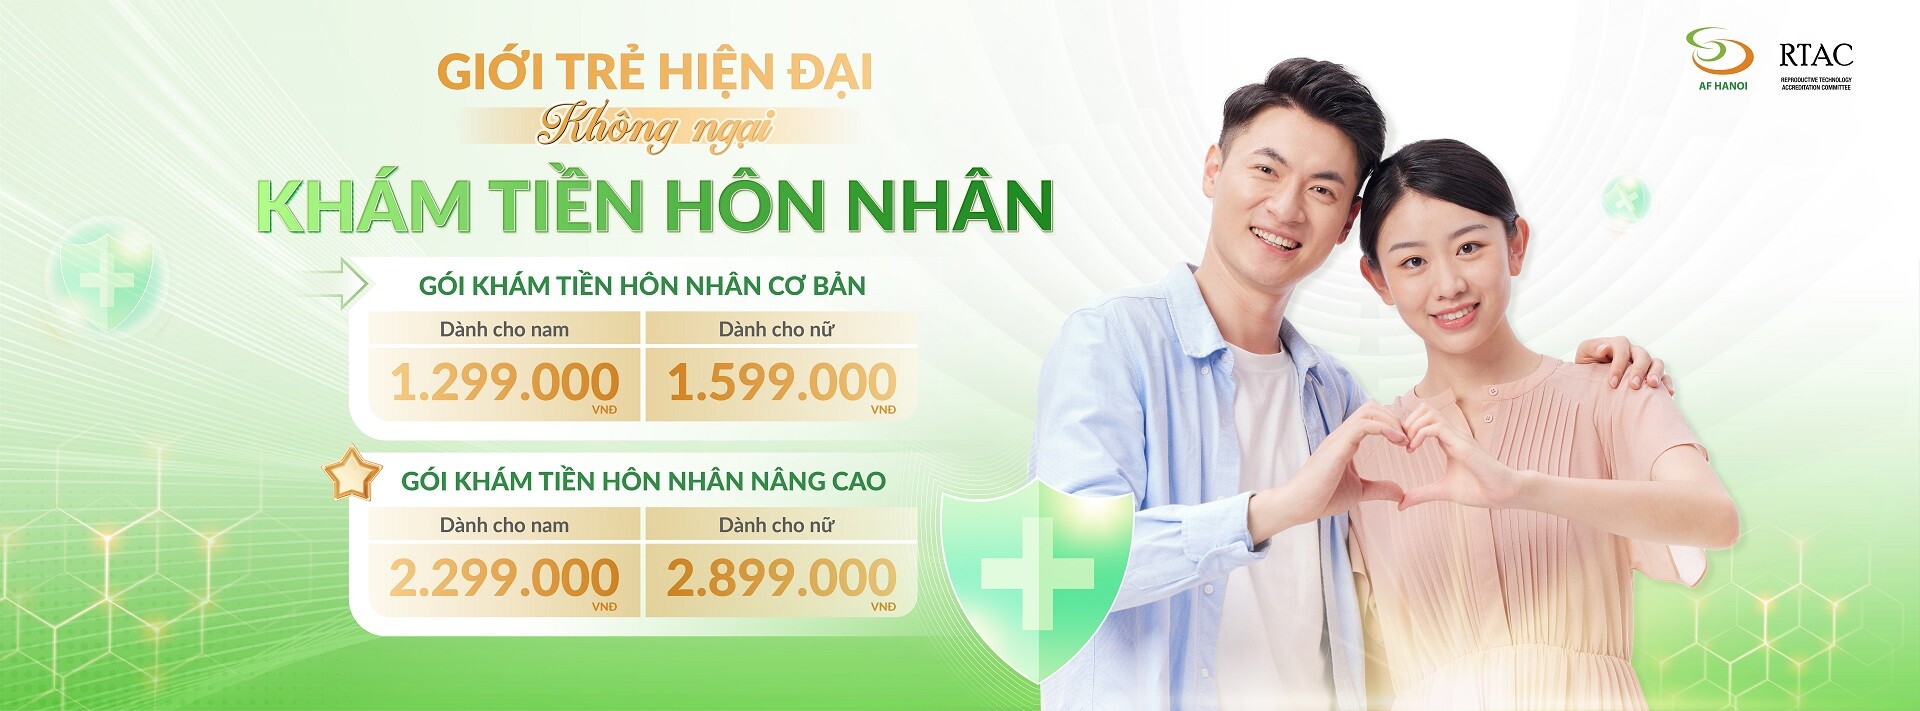 GIỚI TRẺ HIỆN ĐẠI
Không ngại
KHÁM TIỀN HÔN NHÂN
GÓI KHÁM TIỀN HÔN NHÂN CƠ BẢN
Dành cho nam
Dành cho nữ
1.299.000 VNĐ
1.599.000 VNĐ
GÓI KHÁM TIỀN HÔN NHÂN NÂNG CAO
Dành cho nam
Dành cho nữ
2.299.000 VNĐ
2.899.000 VNĐ
AF HANOI
RTAC
REPRODUCTIVE TECHNOLOGY
ACCREDITATION COMMITTEE